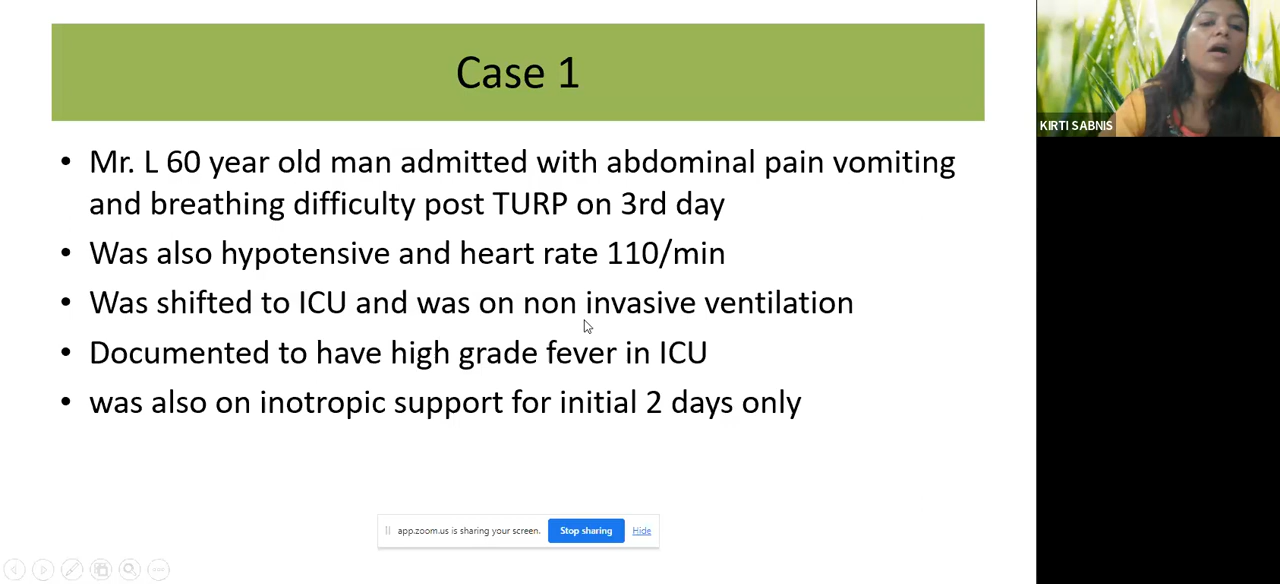 Case 1
• Mr. L 60 year old man admitted with abdominal pain vomiting
and breathing difficulty post TURP on 3rd day
• Was also hypotensive and heart rate 110/min
• Was shifted to ICU and was on non invasive ventilation
• Documented to have high grade fever in ICU
• was also on inotropic support for initial 2 days only
KIRTI SABNIS
app.zoom.us is sharing your screen. Stop sharing Hide